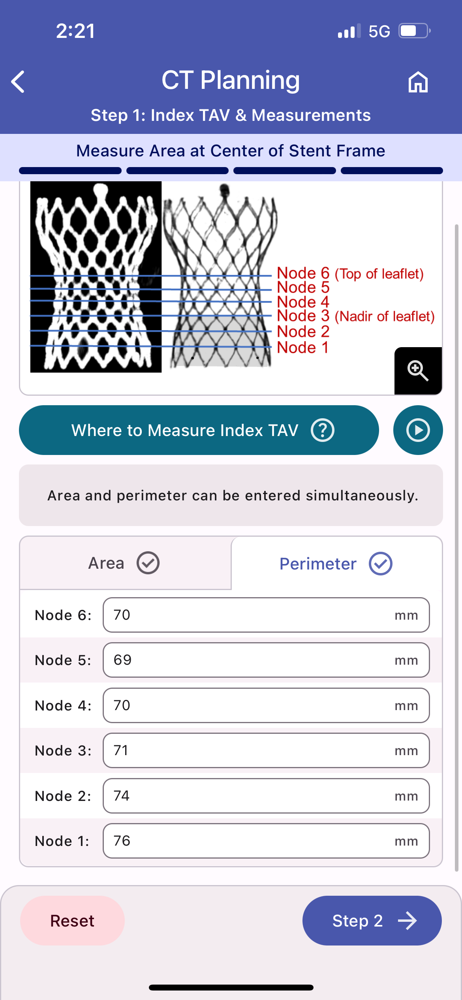 2:21
5G
CT Planning
Step 1: Index TAV & Measurements
Measure Area at Center of Stent Frame
Node 6 (Top of leaflet)
Node 5
Node 4
Node 3 (Nadir of leaflet)
Node 2
Node 1
Where to Measure Index TAV ?
Area and perimeter can be entered simultaneously.
Area
Perimeter
Node 6: 70 mm
Node 5: 69 mm
Node 4: 70 mm
Node 3: 71 mm
Node 2: 74 mm
Node 1: 76 mm
Reset
Step 2